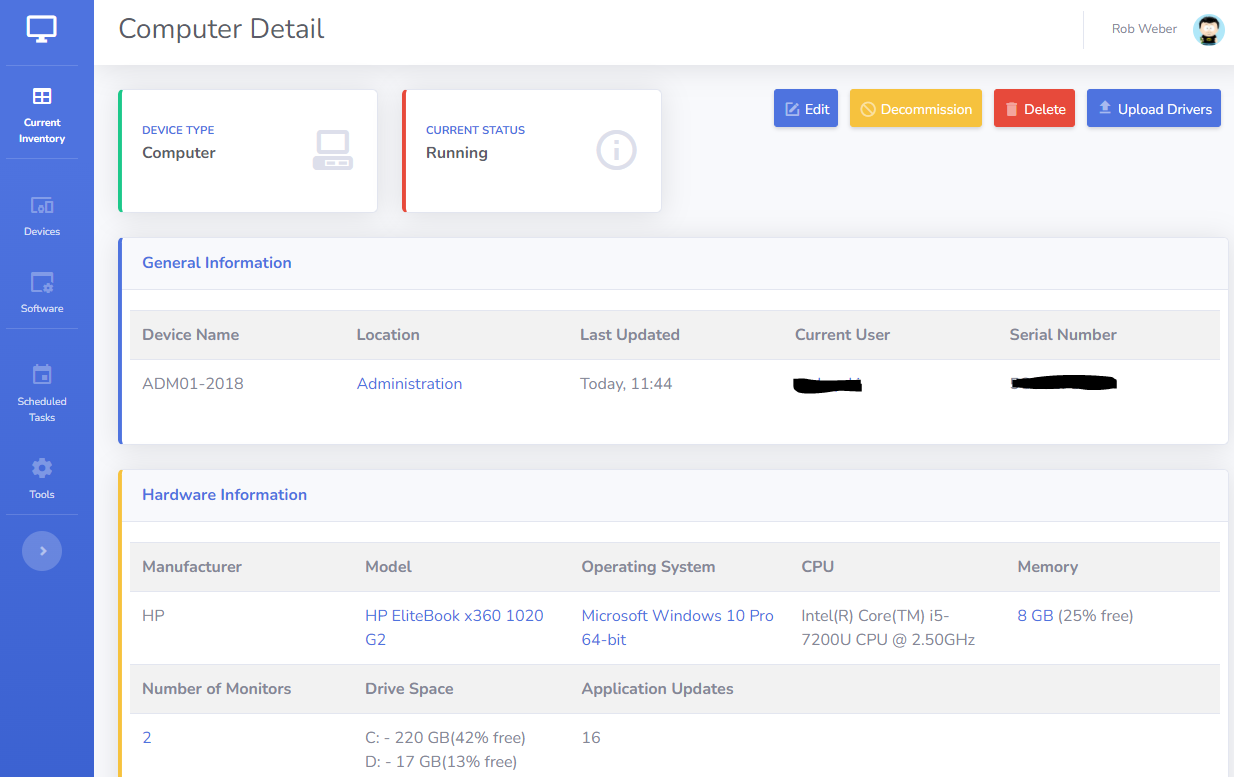 Computer Detail
Rob Weber
Current
Inventory
Devices
Software
Scheduled
Tasks
Tools
DEVICE TYPE
Computer
CURRENT STATUS
Running
Edit
Decommission
Delete
Upload Drivers
General Information
Device Name Location Last Updated Current User Serial Number
ADM01-2018 Administration Today, 11:44
Hardware Information
Manufacturer Model Operating System CPU Memory
HP HP EliteBook x360 1020 Microsoft Windows 10 Pro Intel(R) Core(TM) i5- 8 GB (25% free)
G2 64-bit 7200U CPU @ 2.50GHz
Number of Monitors Drive Space Application Updates
2 C: - 220 GB(42% free) 16
D: - 17 GB(13% free)